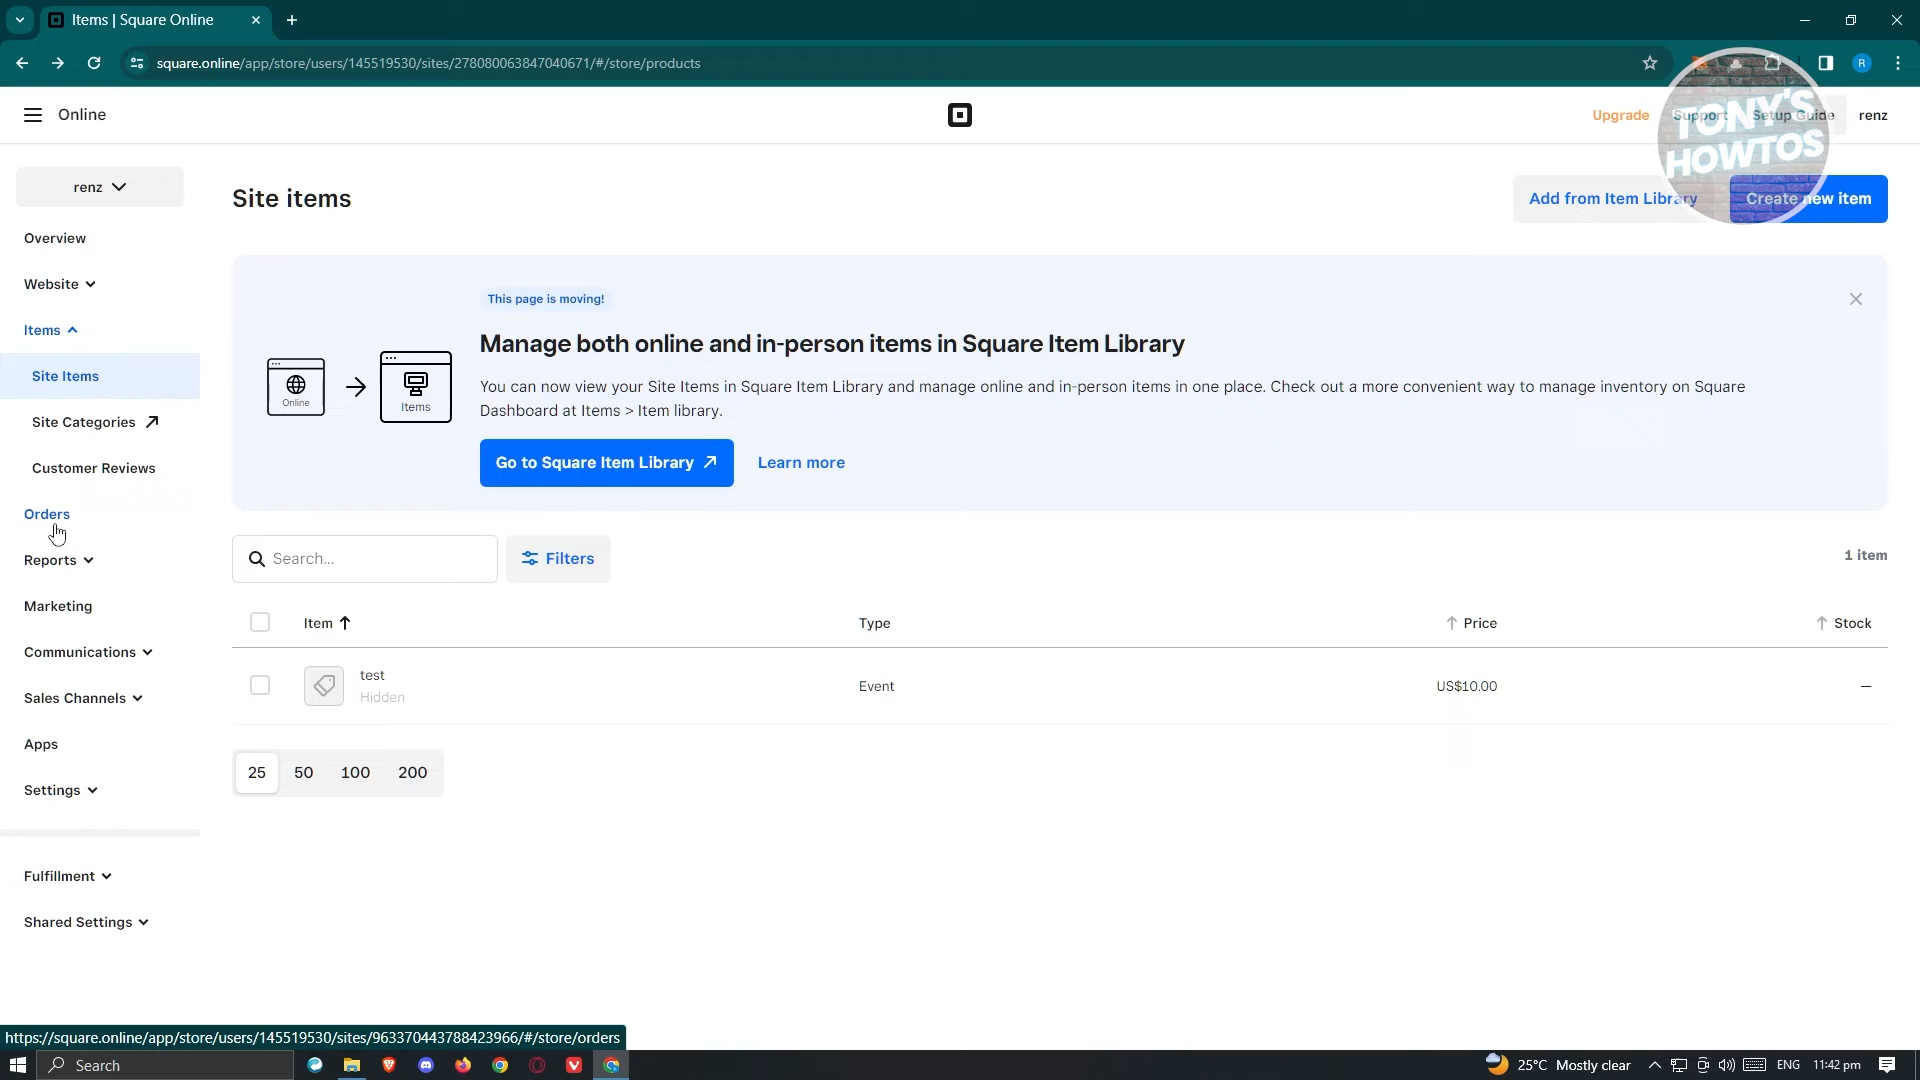 Items | Square Online
square.online/app/store/users/145519530/sites/278080063847040671/#/store/products
R
Online
Upgrade
Support
Setup Guide
renz
TONY'S
HOWTOS
renz
Site items
Add from Item Library
Create new item
Overview
Website
Items
Site Items
Site Categories
Customer Reviews
Orders
Reports
Marketing
Communications
Sales Channels
Apps
Settings
Fulfillment
Shared Settings
This page is moving!
Manage both online and in-person items in Square Item Library
You can now view your Site Items in Square Item Library and manage online and in-person items in one place. Check out a more convenient way to manage inventory on Square
Dashboard at Items > Item library.
Online
Items
Go to Square Item Library
Learn more
Search...
Filters
1 item
Item
Type
Price
Stock
test
Hidden
Event
US$10.00
—
25
50
100
200
https://square.online/app/store/users/145519530/sites/963370443788423966/#/store/orders
Search
25°C Mostly clear
ENG
11:42 pm